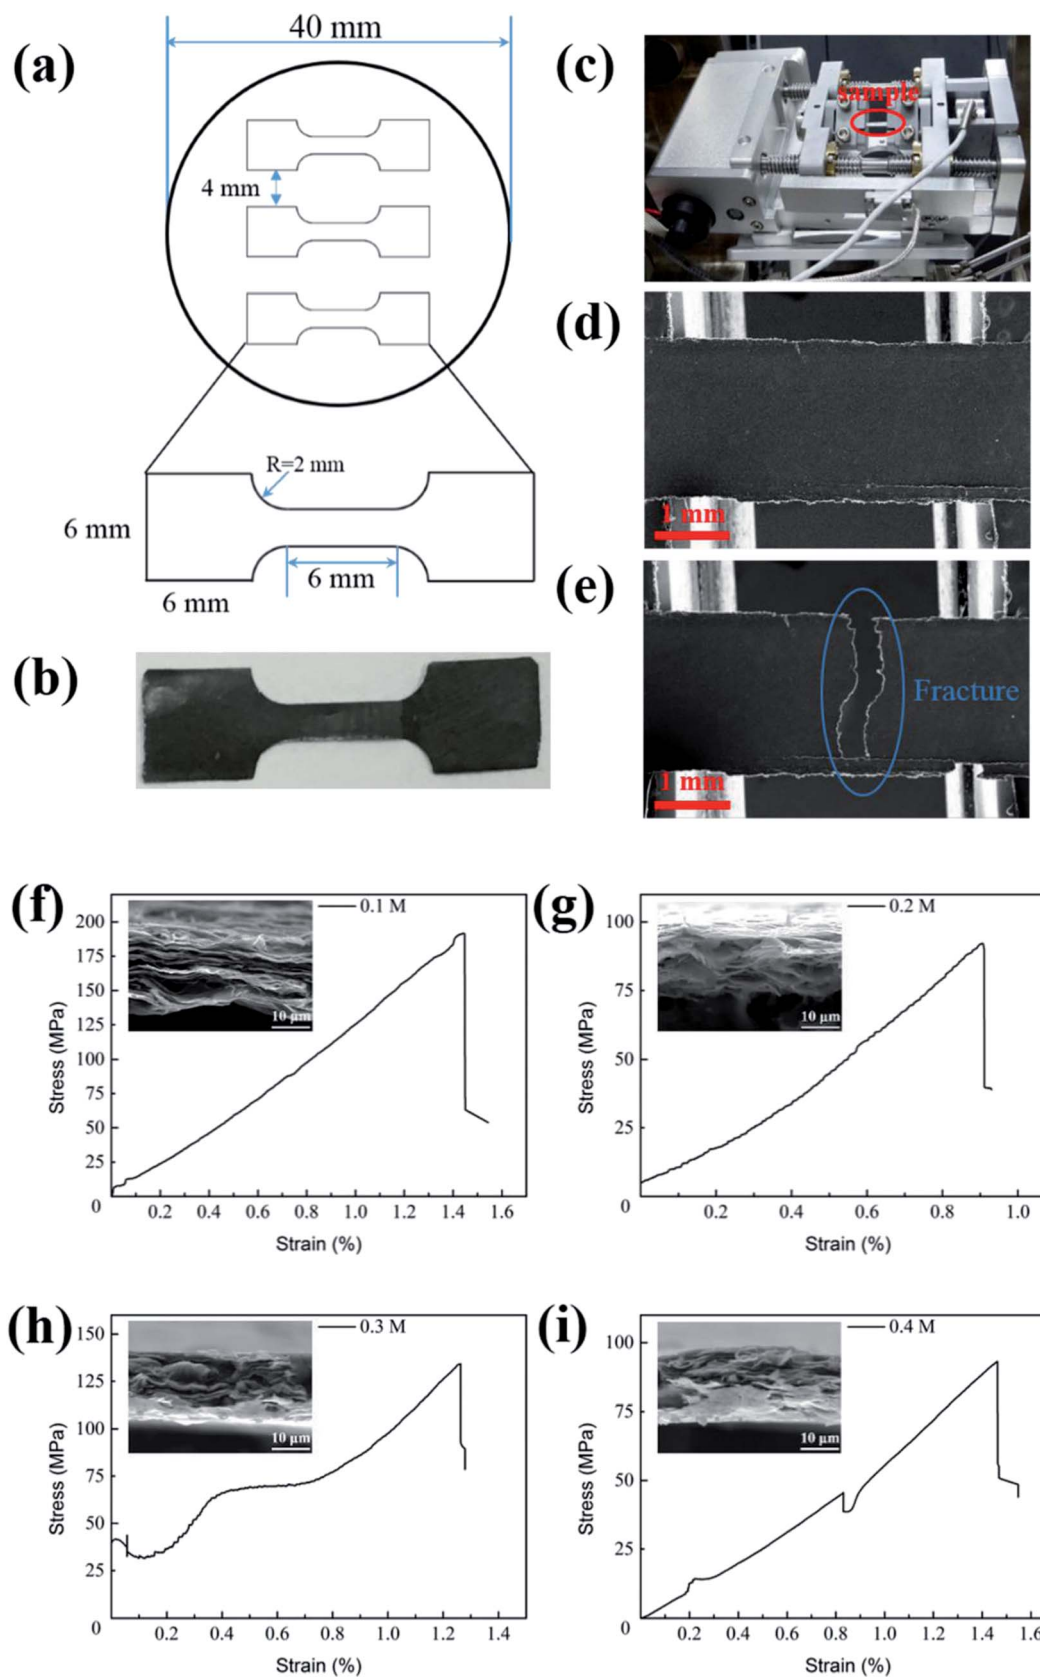 (a)
40 mm
4 mm
R=2 mm
6 mm
6 mm
6 mm
(b)
(c)
sample
(d)
1 mm
(e)
Fracture
1 mm
(f)
0.1 M
200
175
150
125
100
75
50
25
0
0.2 0.4 0.6 0.8 1.0 1.2 1.4 1.6
Stress (MPa)
Strain (%)
10 μm
(g)
0.2 M
100
75
50
25
0
0.2 0.4 0.6 0.8 1.0
Stress (MPa)
Strain (%)
10 μm
(h)
0.3 M
150
125
100
75
50
25
0
0.2 0.4 0.6 0.8 1.0 1.2 1.4
Stress (MPa)
Strain (%)
10 μm
(i)
0.4 M
100
75
50
25
0
0.2 0.4 0.6 0.8 1.0 1.2 1.4 1.6
Stress (MPa)
Strain (%)
10 μm